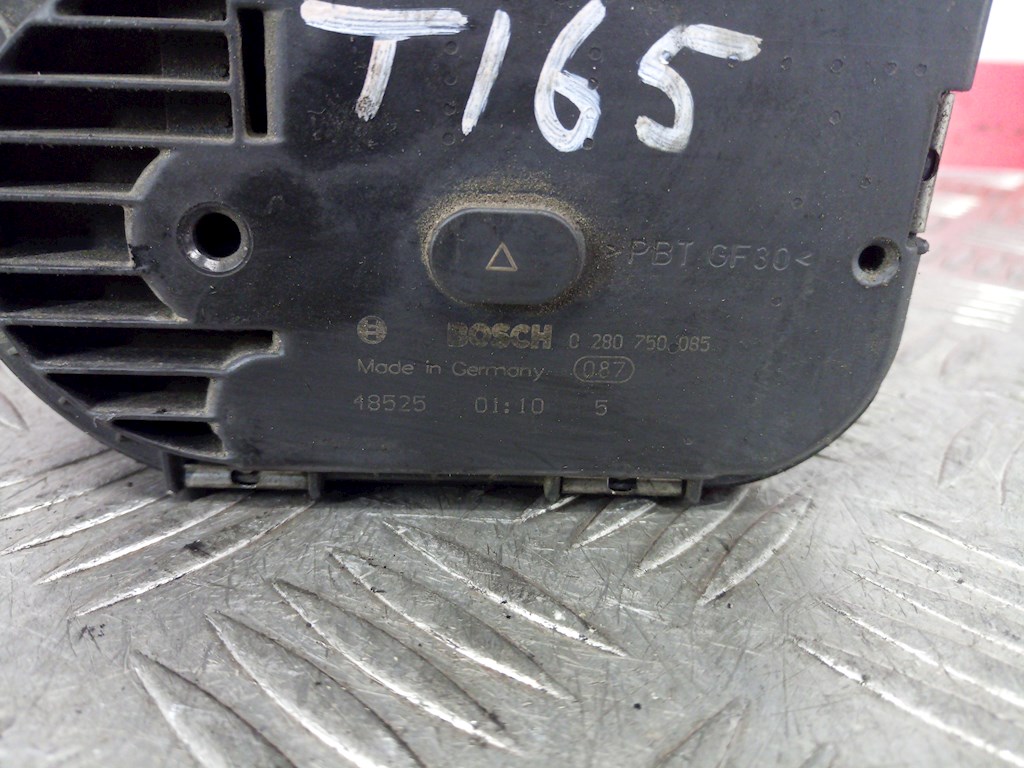 T165
>PBT GF30<
BOSCH 0 280 750 085
Made in Germany 087
48525 01:10 5